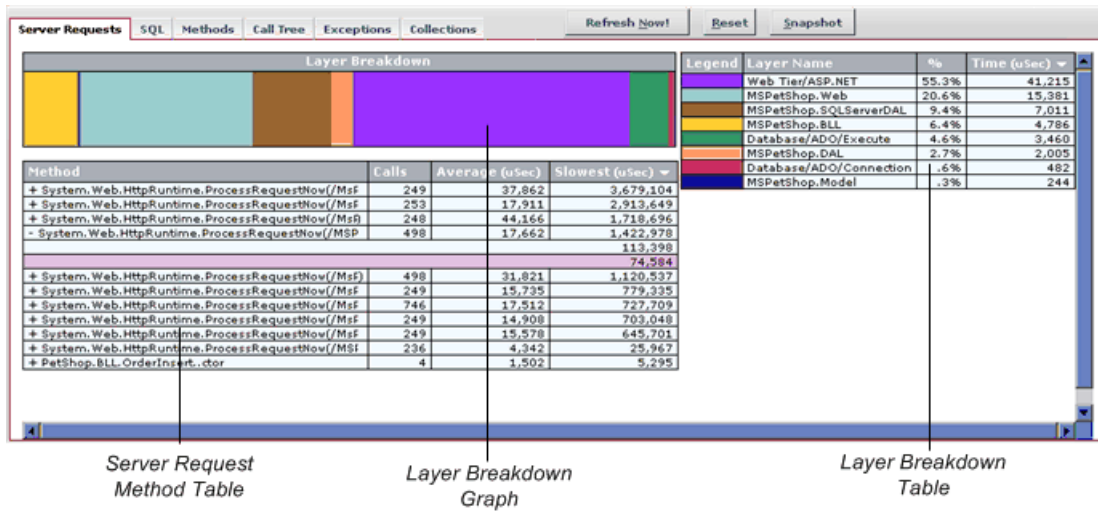 Server Requests SQL Methods Call Tree Exceptions Collections Refresh Now! Reset Snapshot
Layer Breakdown
Legend Layer Name % Time (uSec)
Web Tier/ASP.NET 55.3% 41,215
MSPetShop.Web 20.6% 15,381
MSPetShop.SQLServerDAL 9.4% 7,011
MSPetShop.BLL 6.4% 4,786
Database/ADO/Execute 4.6% 3,460
MSPetShop.DAL 2.7% 2,005
Database/ADO/Connection .6% 482
MSPetShop.Model .3% 244
Method Calls Average (uSec) Slowest (uSec)
+ System.Web.HttpRuntime.ProcessRequestNow(/MsF 249 37,862 3,679,104
+ System.Web.HttpRuntime.ProcessRequestNow(/MsF 253 17,911 2,913,649
+ System.Web.HttpRuntime.ProcessRequestNow(/Ms 248 44,166 1,718,696
- System.Web.HttpRuntime.ProcessRequestNow(/MSP 498 17,662 1,422,978
113,398
74,584
+ System.Web.HttpRuntime.ProcessRequestNow(/MsF) 498 31,821 1,120,537
+ System.Web.HttpRuntime.ProcessRequestNow(/MsF 249 15,735 779,335
+ System.Web.HttpRuntime.ProcessRequestNow(/MsF 746 17,512 727,709
+ System.Web.HttpRuntime.ProcessRequestNow(/MsF 249 14,908 703,048
+ System.Web.HttpRuntime.ProcessRequestNow(/MsF 249 15,578 645,701
+ System.Web.HttpRuntime.ProcessRequestNow(/MSF 236 4,342 25,967
+ PetShop.BLL.OrderInsert..ctor 4 1,502 5,295
Server Request
Method Table
Layer Breakdown
Graph
Layer Breakdown
Table